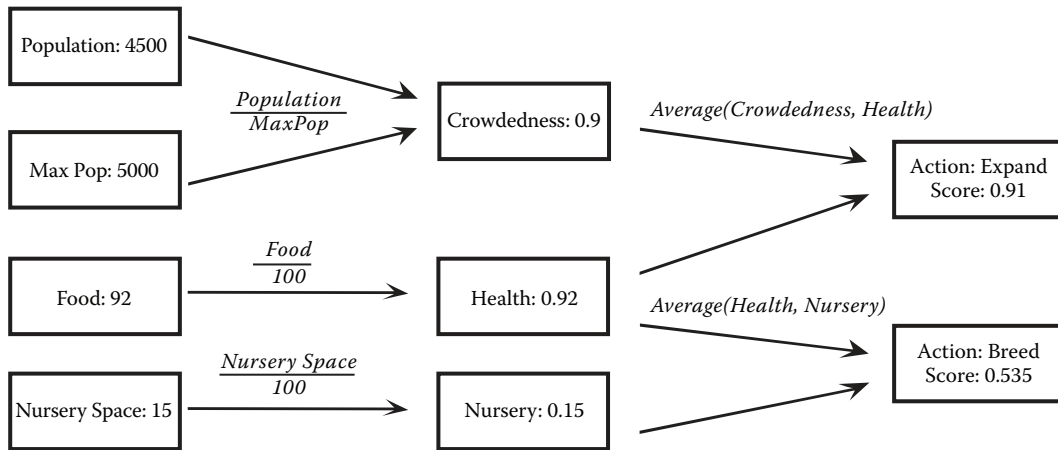 Population: 4500
Population
MaxPop
Max Pop: 5000
Crowdedness: 0.9
Average(Crowdedness, Health)
Action: Expand
Score: 0.91
Food: 92
Food
100
Health: 0.92
Average(Health, Nursery)
Action: Breed
Score: 0.535
Nursery Space: 15
Nursery Space
100
Nursery: 0.15